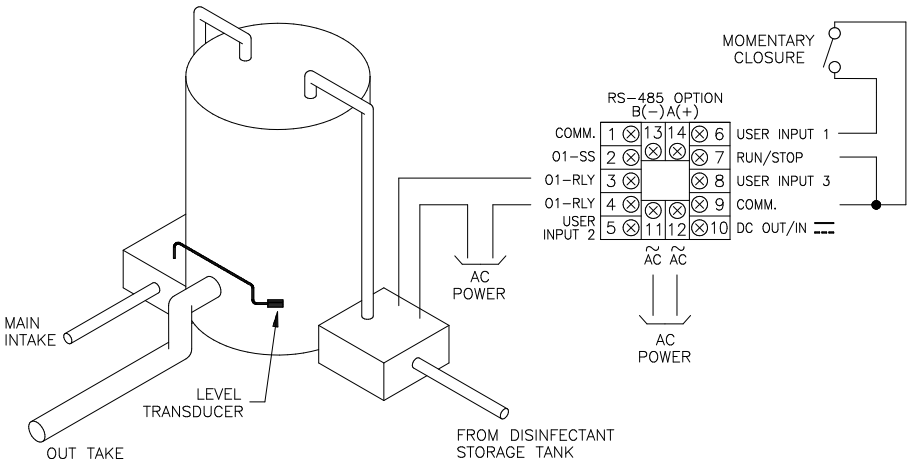 MOMENTARY
CLOSURE
RS-485 OPTION
B(-) A(+)
COMM. 1 13 14 6 USER INPUT 1
O1-SS 2 7 RUN/STOP
O1-RLY 3 8 USER INPUT 3
O1-RLY 4 9 COMM.
USER
INPUT 2 5 11 12 10 DC OUT/IN
~ ~
AC AC
AC
POWER
AC
POWER
MAIN
INTAKE
LEVEL
TRANSDUCER
OUT TAKE
FROM DISINFECTANT
STORAGE TANK